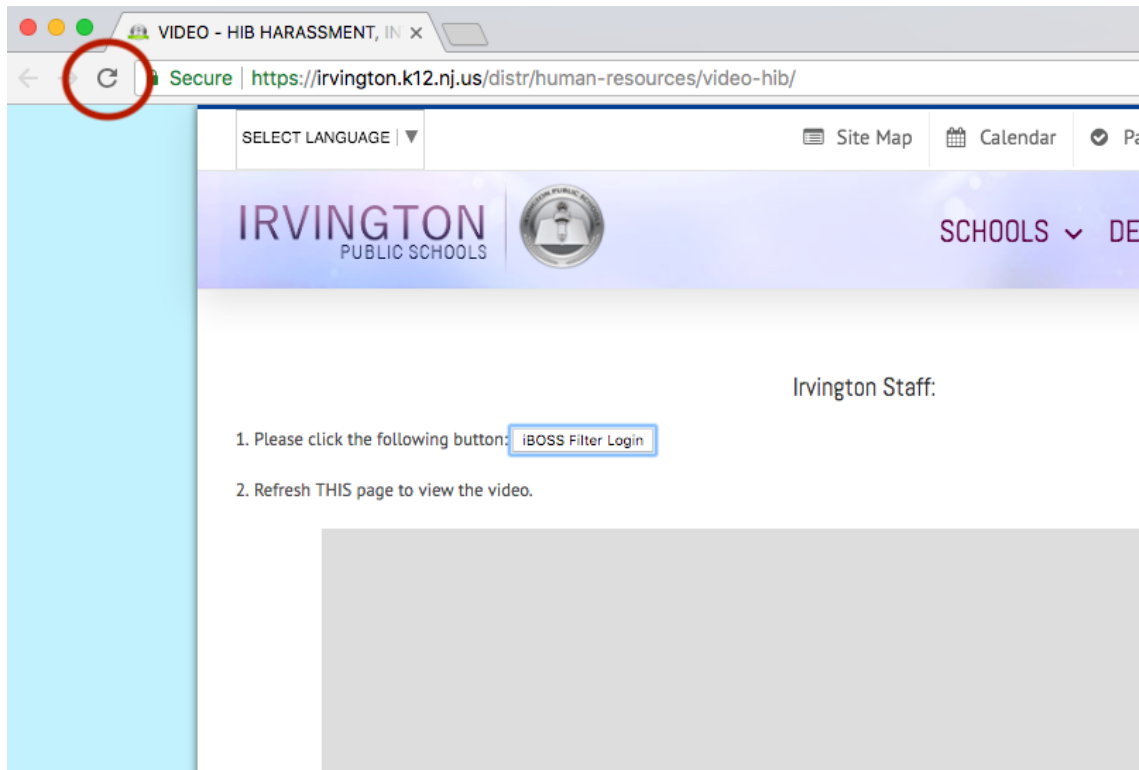 VIDEO - HIB HARASSMENT, IN
Secure | https://irvington.k12.nj.us/distr/human-resources/video-hib/
SELECT LANGUAGE | ▼
Site Map
Calendar
Pa
IRVINGTON
PUBLIC SCHOOLS
SCHOOLS
DE
Irvington Staff:
1. Please click the following button: iBOSS Filter Login
2. Refresh THIS page to view the video.